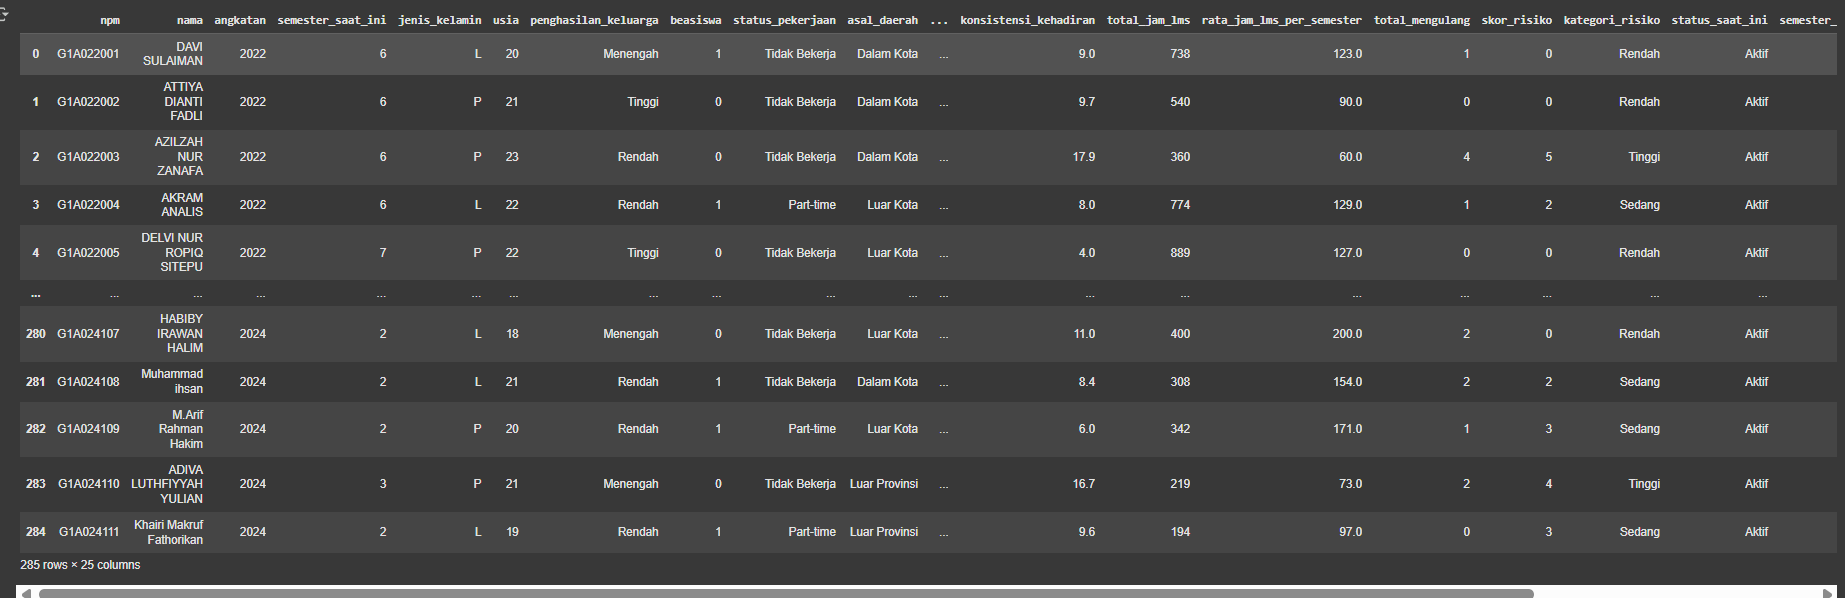 npm nama angkatan semester_saat_ini jenis_kelamin usia penghasilan_keluarga beasiswa status_pekerjaan asal_daerah ... konsistensi_kehadiran total_jam_lms rata_jam_lms_per_semester total_mengulang skor_risiko kategori_risiko status_saat_ini semester_
0 G1A022001 DAVI SULAIMAN 2022 6 L 20 Menengah 1 Tidak Bekerja Dalam Kota ... 9.0 738 123.0 1 0 Rendah Aktif
1 G1A022002 ATTIYA DIANTI FADLI 2022 6 P 21 Tinggi 0 Tidak Bekerja Dalam Kota ... 9.7 540 90.0 0 0 Rendah Aktif
2 G1A022003 AZILZAH NUR ZANAFA 2022 6 P 23 Rendah 0 Tidak Bekerja Dalam Kota ... 17.9 360 60.0 4 5 Tinggi Aktif
3 G1A022004 AKRAM ANALIS 2022 6 L 22 Rendah 1 Part-time Luar Kota ... 8.0 774 129.0 1 2 Sedang Aktif
4 G1A022005 DELVI NUR ROPIQ SITEPU 2022 7 P 22 Tinggi 0 Tidak Bekerja Luar Kota ... 4.0 889 127.0 0 0 Rendah Aktif
... ... ... ... ... ... ... ... ... ... ... ... ... ... ... ... ... ... ...
280 G1A024107 HABIBY IRAWAN HALIM 2024 2 L 18 Menengah 0 Tidak Bekerja Luar Kota ... 11.0 400 200.0 2 0 Rendah Aktif
281 G1A024108 Muhammad ihsan 2024 2 L 21 Rendah 1 Tidak Bekerja Dalam Kota ... 8.4 308 154.0 2 2 Sedang Aktif
282 G1A024109 M.Arif Rahman Hakim 2024 2 P 20 Rendah 1 Part-time Luar Kota ... 6.0 342 171.0 1 3 Sedang Aktif
283 G1A024110 ADIVA LUTHFIYYAH YULIAN 2024 3 P 21 Menengah 0 Tidak Bekerja Luar Provinsi ... 16.7 219 73.0 2 4 Tinggi Aktif
284 G1A024111 Khairi Makruf Fathorikan 2024 2 L 19 Rendah 1 Part-time Luar Provinsi ... 9.6 194 97.0 0 3 Sedang Aktif
285 rows × 25 columns